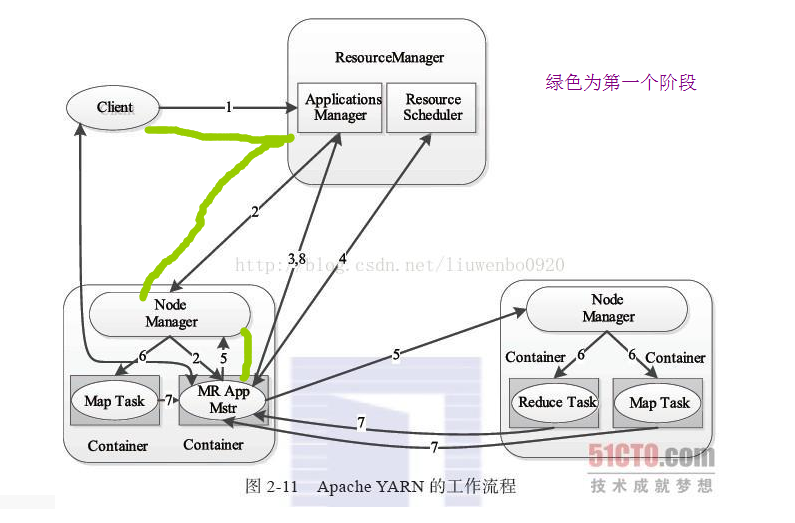 ResourceManager
绿色为第一个阶段
Client
1
Applications
Manager
Resource
Scheduler
2
3,8
4
http://blog.csdn.net/liuwenbo0920
Node
Manager
6
2
5
Map Task
7
MR App
Mstr
Container
Container
5
Node
Manager
Container
6
6
Container
Reduce Task
Map Task
7
7
51CTO.com
技术成就梦想
图 2-11 Apache YARN 的工作流程